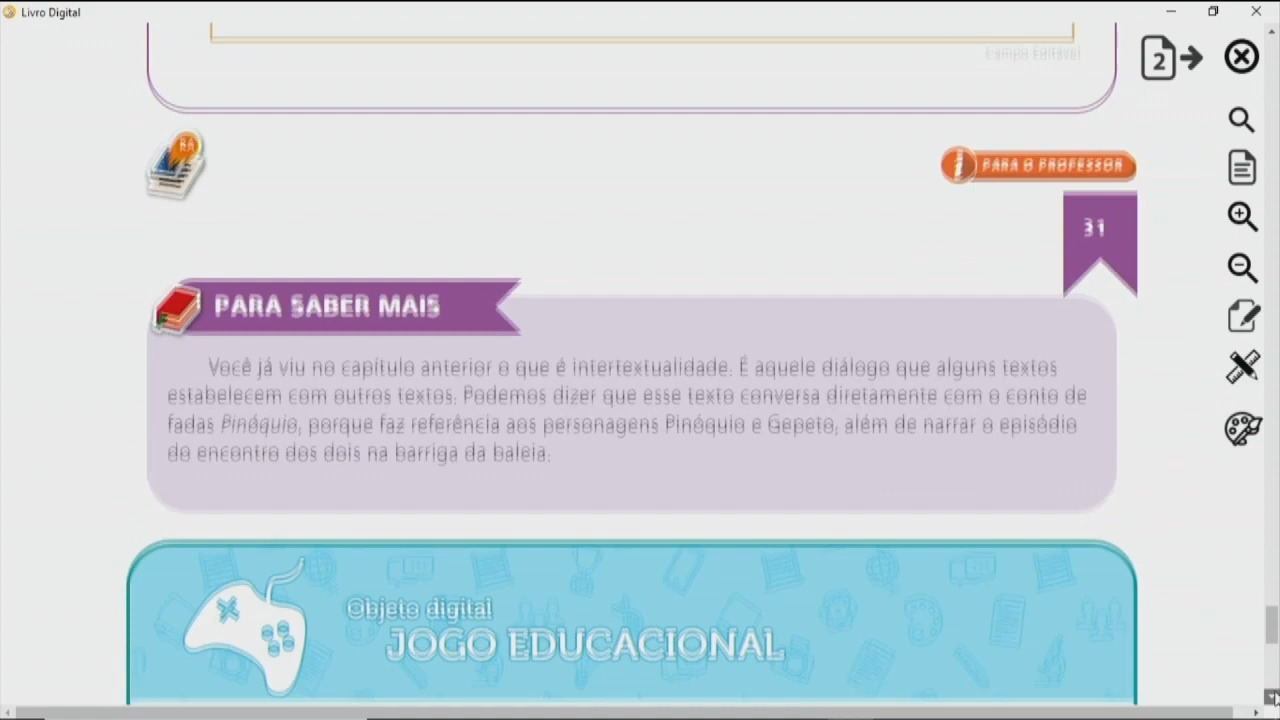 Livro Digital
Campo Editável
2
PARA O PROFESSOR
31
PARA SABER MAIS
Você já viu no capítulo anterior o que é intertextualidade. É aquele diálogo que alguns textos
estabelecem com outros textos. Podemos dizer que esse texto conversa diretamente com o conto de
fadas Pinóquio, porque faz referência aos personagens Pinóquio e Gepeto, além de narrar o episódio
do encontro dos dois na barriga da baleia.
Objeto digital
JOGO EDUCACIONAL